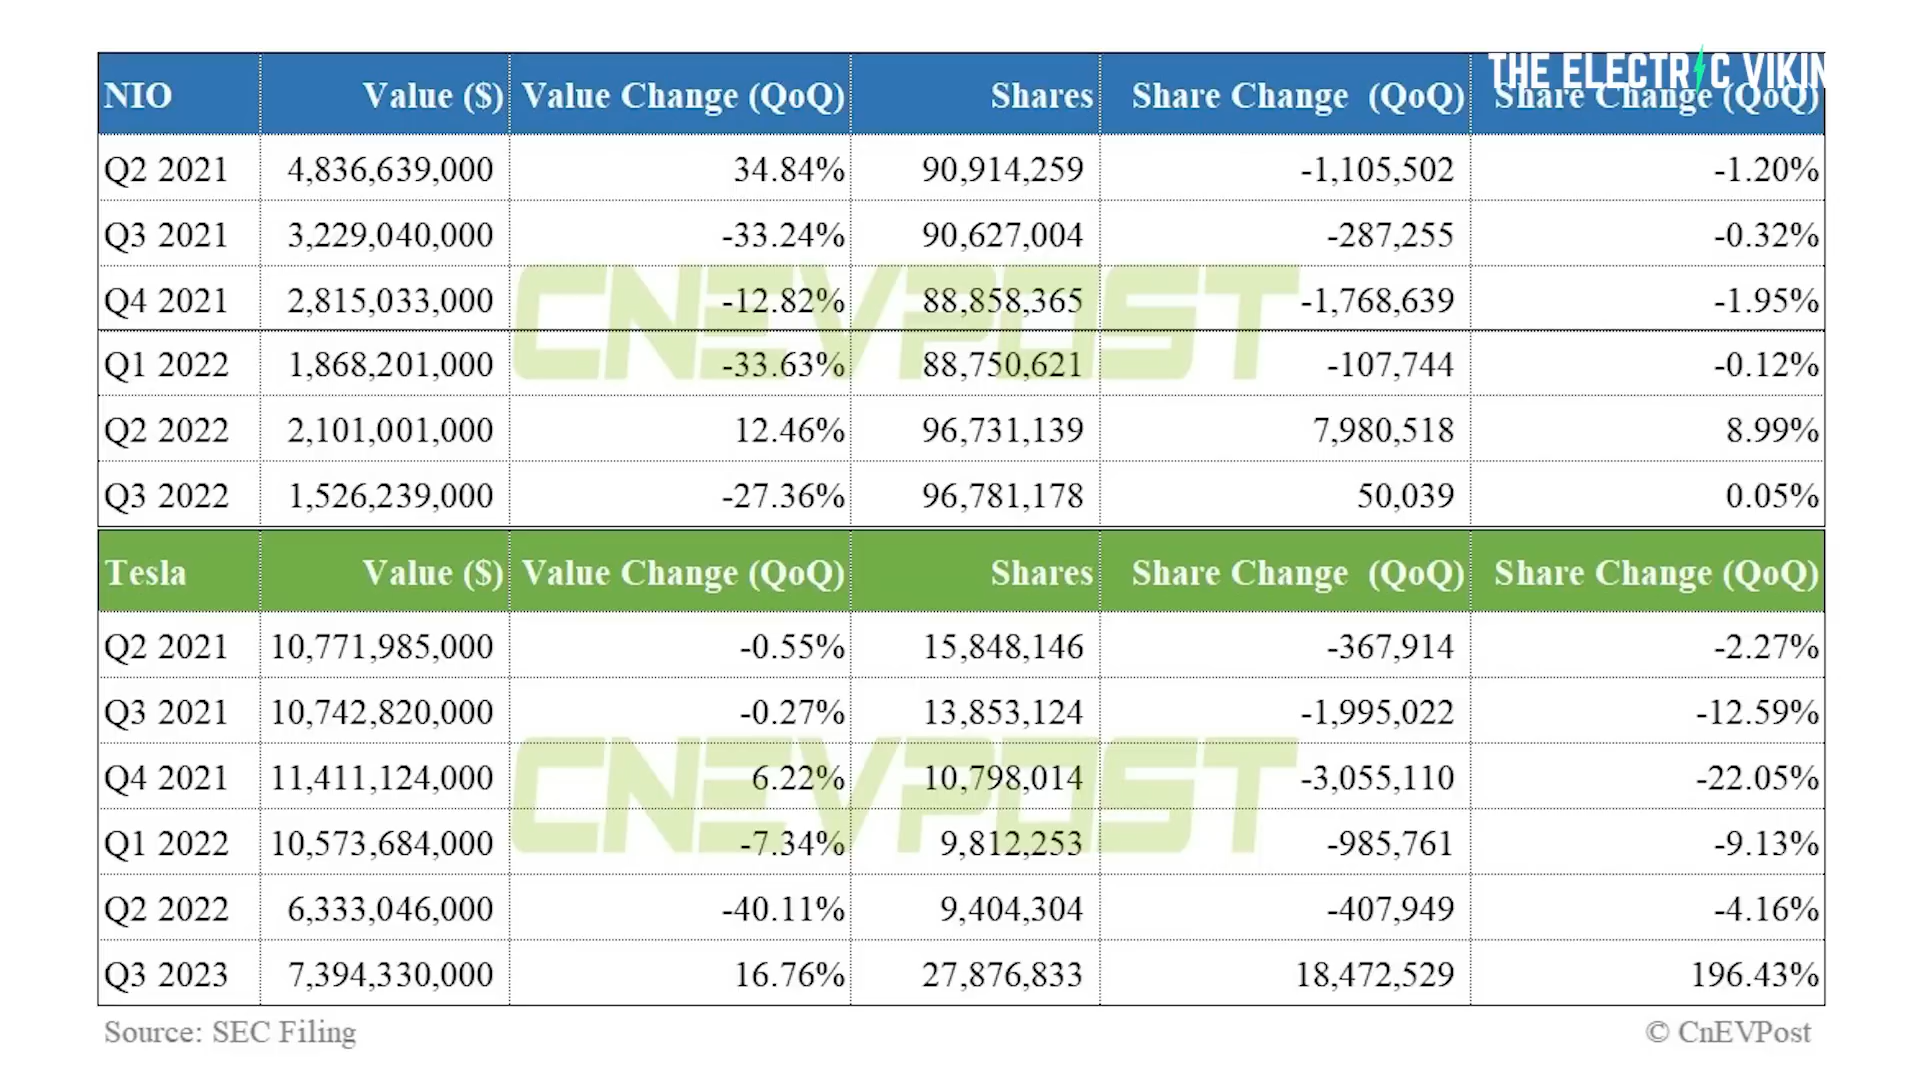 THE ELECTRIC VIKIN
NIO Value ($) Value Change (QoQ) Shares Share Change (QoQ) Share Change (QoQ)
Q2 2021 4,836,639,000 34.84% 90,914,259 -1,105,502 -1.20%
Q3 2021 3,229,040,000 -33.24% 90,627,004 -287,255 -0.32%
Q4 2021 2,815,033,000 -12.82% 88,858,365 -1,768,639 -1.95%
Q1 2022 1,868,201,000 -33.63% 88,750,621 -107,744 -0.12%
Q2 2022 2,101,001,000 12.46% 96,731,139 7,980,518 8.99%
Q3 2022 1,526,239,000 -27.36% 96,781,178 50,039 0.05%
CNEVPOST
Tesla Value ($) Value Change (QoQ) Shares Share Change (QoQ) Share Change (QoQ)
Q2 2021 10,771,985,000 -0.55% 15,848,146 -367,914 -2.27%
Q3 2021 10,742,820,000 -0.27% 13,853,124 -1,995,022 -12.59%
Q4 2021 11,411,124,000 6.22% 10,798,014 -3,055,110 -22.05%
Q1 2022 10,573,684,000 -7.34% 9,812,253 -985,761 -9.13%
Q2 2022 6,333,046,000 -40.11% 9,404,304 -407,949 -4.16%
Q3 2023 7,394,330,000 16.76% 27,876,833 18,472,529 196.43%
CNEVPOST
Source: SEC Filing © CnEVPost